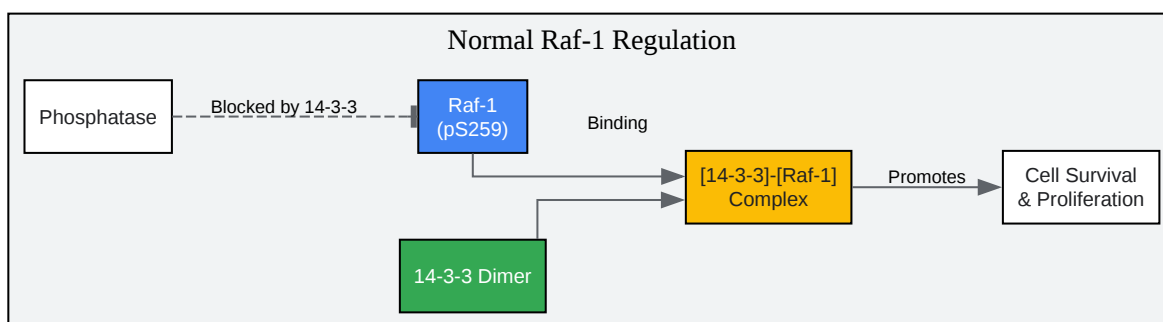 Normal Raf-1 Regulation
Phosphatase
Blocked by 14-3-3
Raf-1
(pS259)
Binding
[14-3-3]-[Raf-1]
Complex
Promotes
Cell Survival
& Proliferation
14-3-3 Dimer